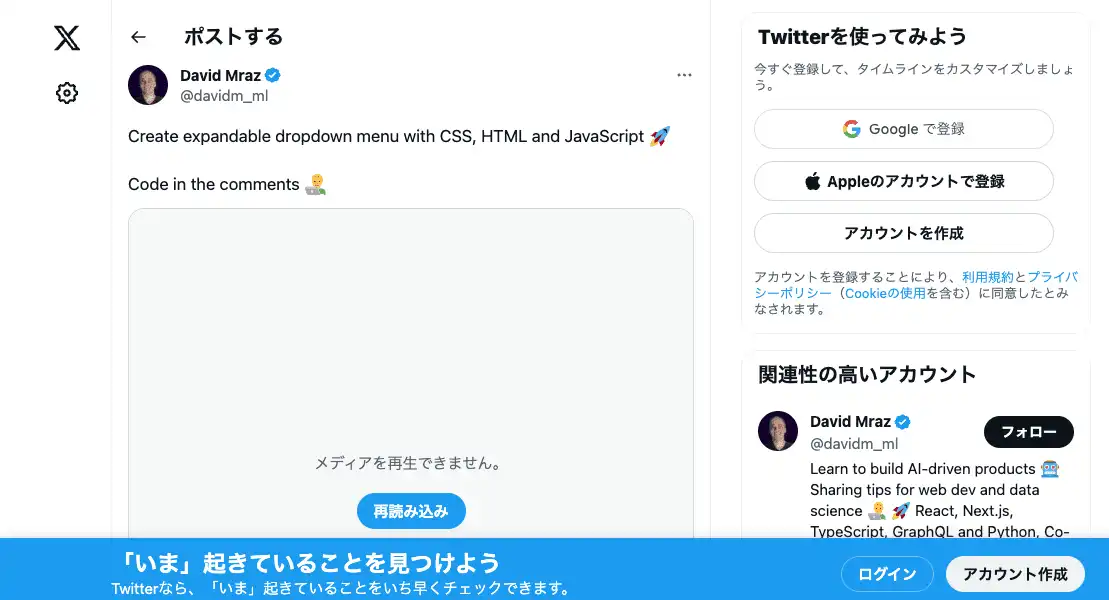 ポストする
David Mraz
@davidm_ml
Create expandable dropdown menu with CSS, HTML and JavaScript 🚀
Code in the comments 👨🏼‍💻
メディアを再生できません。
再読み込み
Twitterを使ってみよう
今すぐ登録して、タイムラインをカスタマイズしましょ
う。
Google で登録
Appleのアカウントで登録
アカウントを作成
アカウントを登録することにより、利用規約とプライバ
シーポリシー（Cookieの使用を含む）に同意したとみ
なされます。
関連性の高いアカウント
David Mraz
@davidm_ml
フォロー
Learn to build AI-driven products 🤖
Sharing tips for web dev and data
science 👨🏼‍💻 🚀 React, Next.js,
TypeScript, GraphQL and Python, Co-
「いま」起きていることを見つけよう
Twitterなら、「いま」起きていることをいち早くチェックできます。
ログイン
アカウント作成